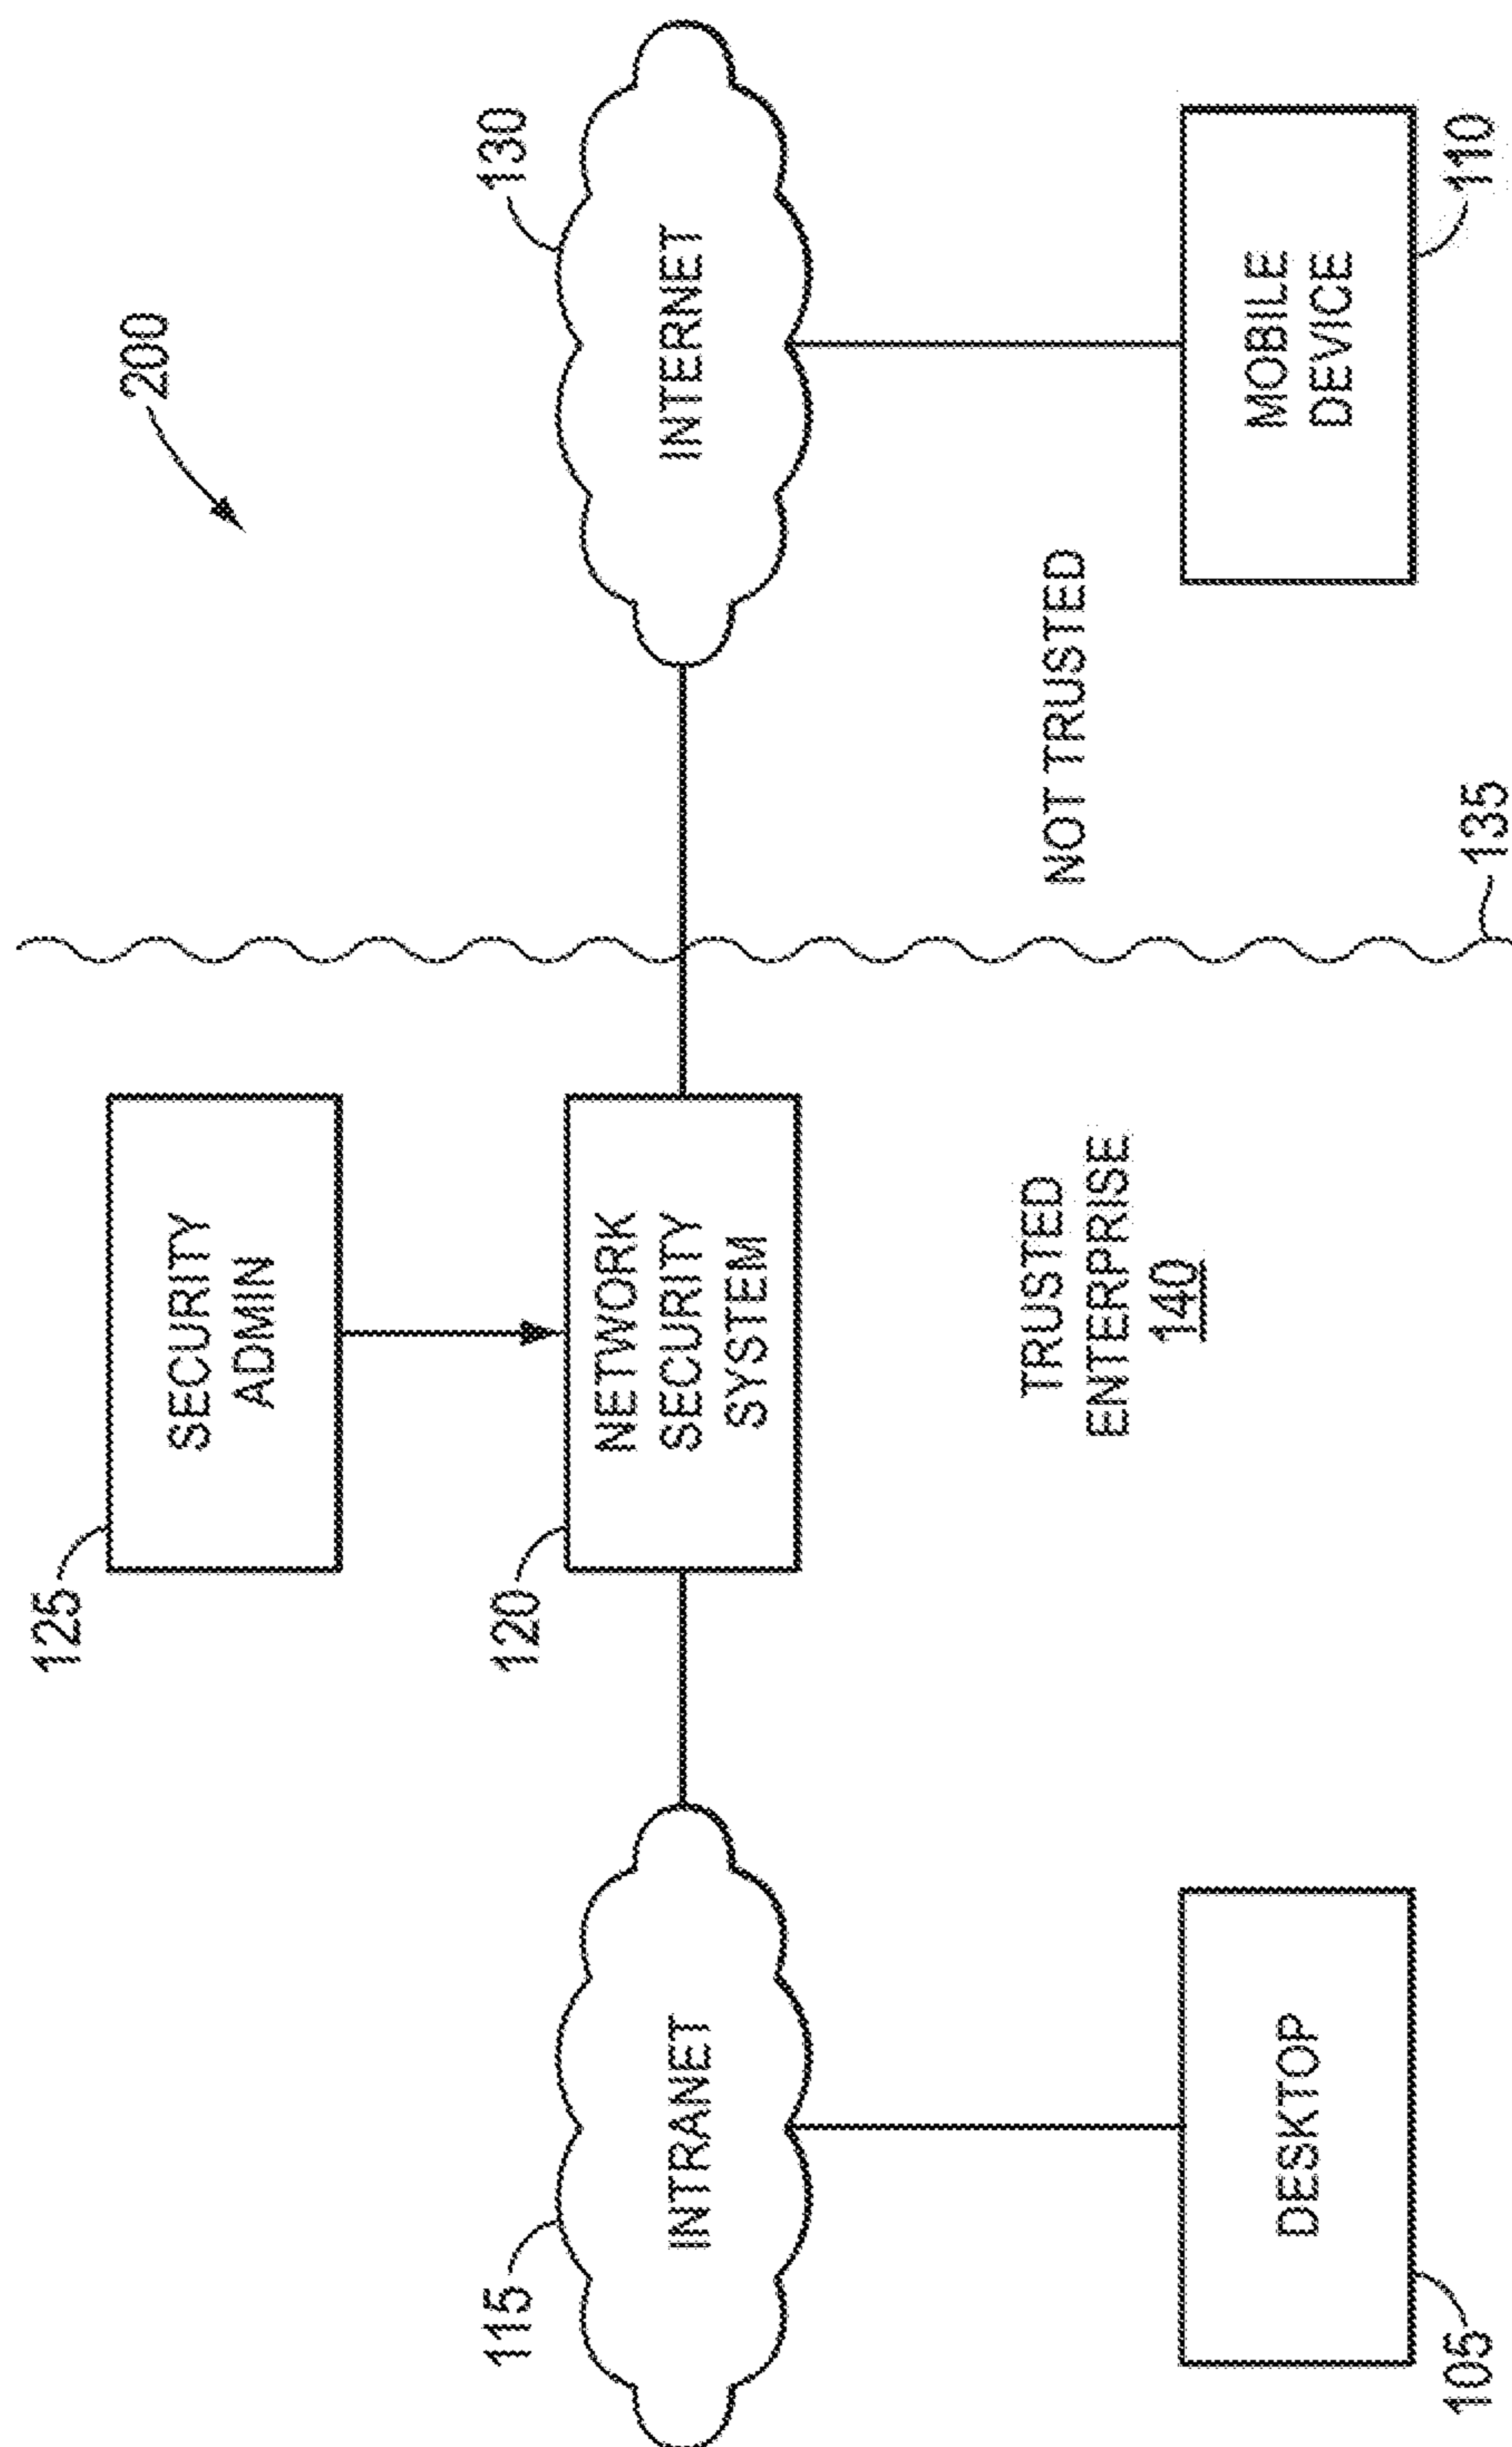 200
125
SECURITY
ADMIN
115
INTRANET
120
NETWORK
SECURITY
SYSTEM
130
INTERNET
TRUSTED
ENTERPRISE
140
NOT TRUSTED
DESKTOP
105
135
MOBILE
DEVICE
110